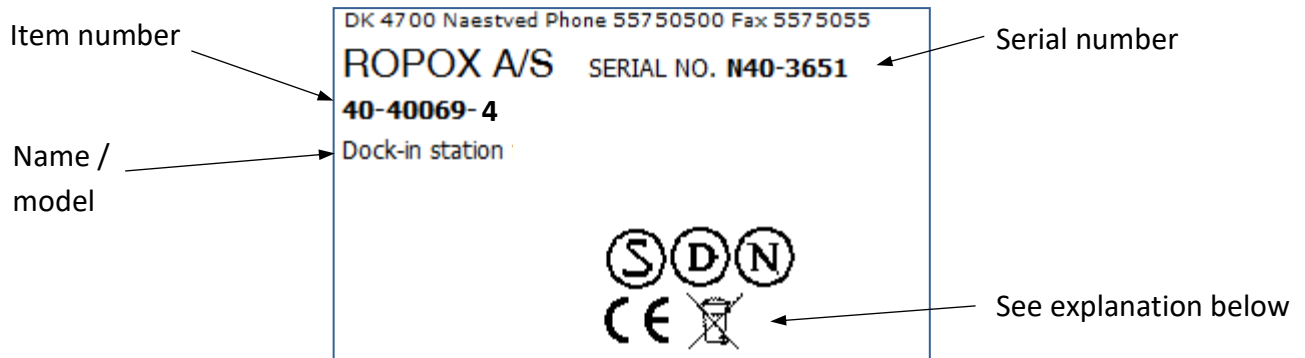 DK 4700 Naestved Phone 55750500 Fax 5575055
Item number
ROPOX A/S SERIAL NO. N40-3651
Serial number
40-40069-4
Name /
model
Dock-in station
S D N
CE
See explanation below